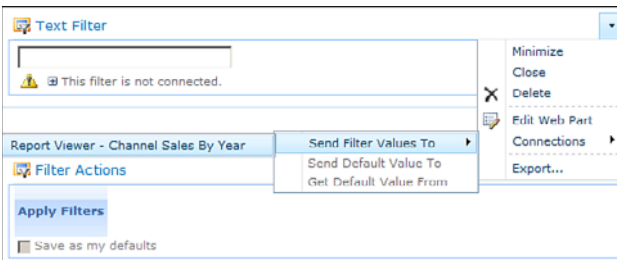 Text Filter
This filter is not connected.
Minimize
Close
Delete
Edit Web Part
Connections
Export...
Send Filter Values To
Send Default Value To
Get Default Value From
Report Viewer - Channel Sales By Year
Filter Actions
Apply Filters
Save as my defaults